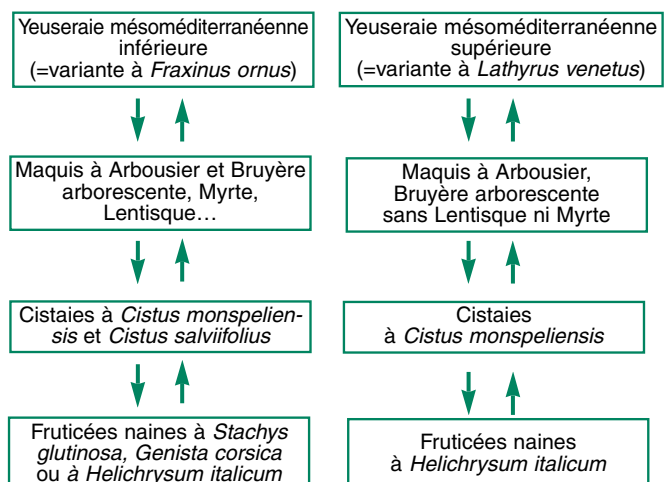 Yeuseraie mésoméditerranéenne
inférieure
(=variante à Fraxinus ornus)
Maquis à Arbousier et Bruyère
arborescente, Myrte,
Lentisque…
Cistaies à Cistus monspelien-
sis et Cistus salviifolius
Fruticées naines à Stachys
glutinosa, Genista corsica
ou à Helichrysum italicum
Yeuseraie mésoméditerranéenne
supérieure
(=variante à Lathyrus venetus)
Maquis à Arbousier,
Bruyère arborescente
sans Lentisque ni Myrte
Cistaies
à Cistus monspeliensis
Fruticées naines
à Helichrysum italicum